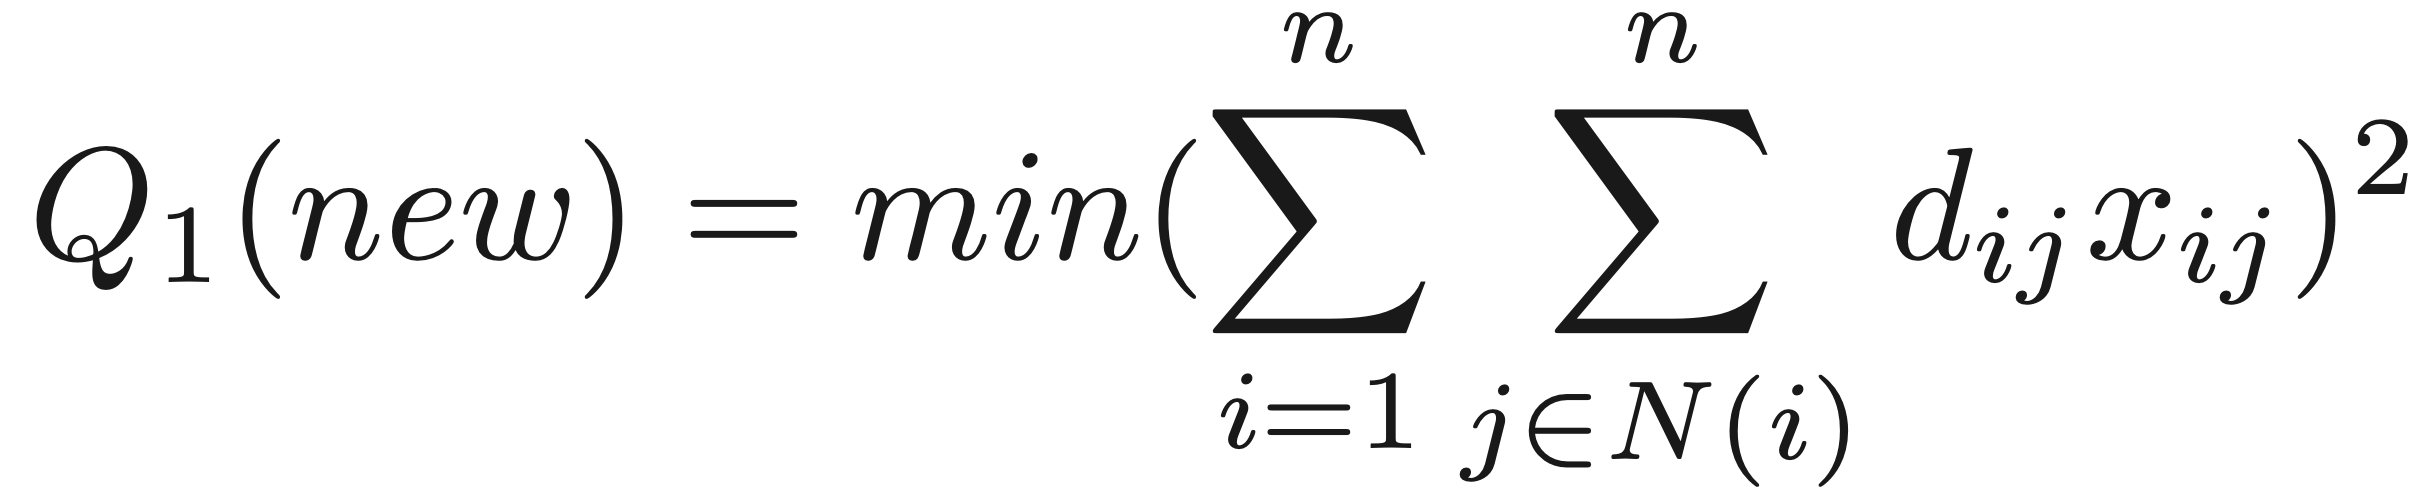 Q_1(new) = min(\sum_{i=1}^{n} \sum_{j \in N(i)}^{n} d_{ij} x_{ij})^2